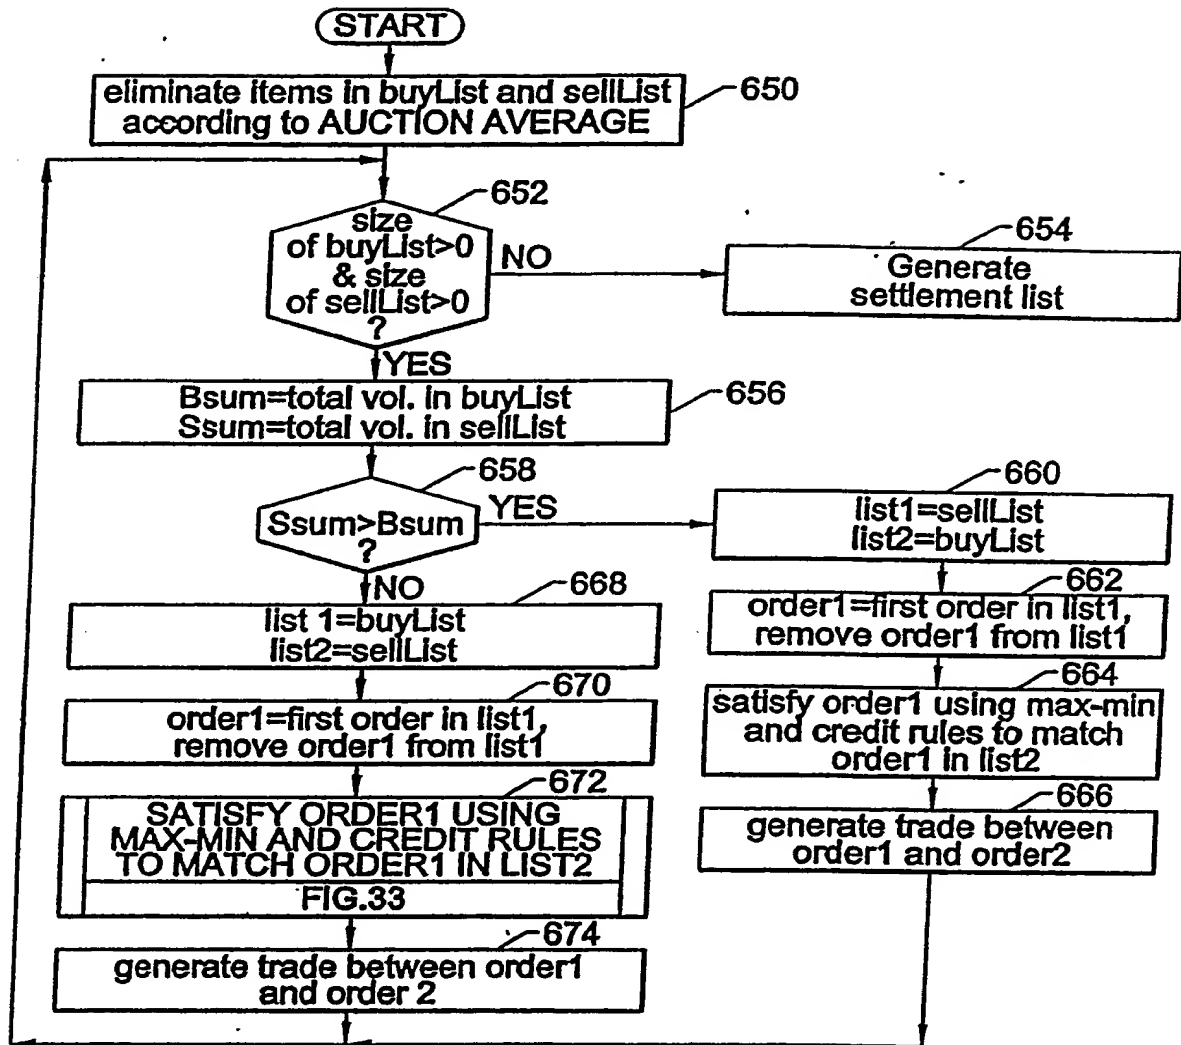 START
eliminate items in buyList and sellList
according to AUCTION AVERAGE
650
652
size
of buyList>0
& size
of sellList>0
?
NO
654
Generate
settlement list
YES
Bsum=total vol. in buyList
Ssum=total vol. in sellList
656
658
Ssum>Bsum
?
YES
660
list1=sellList
list2=buyList
NO
668
list 1=buyList
list2=sellList
662
order1=first order in list1,
remove order1 from list1
670
order1=first order in list1,
remove order1 from list1
664
satisfy order1 using max-min
and credit rules to match
order1 in list2
672
SATISFY ORDER1 USING
MAX-MIN AND CREDIT RULES
TO MATCH ORDER1 IN LIST2
FIG.33
666
generate trade between
order1 and order2
674
generate trade between order1
and order 2